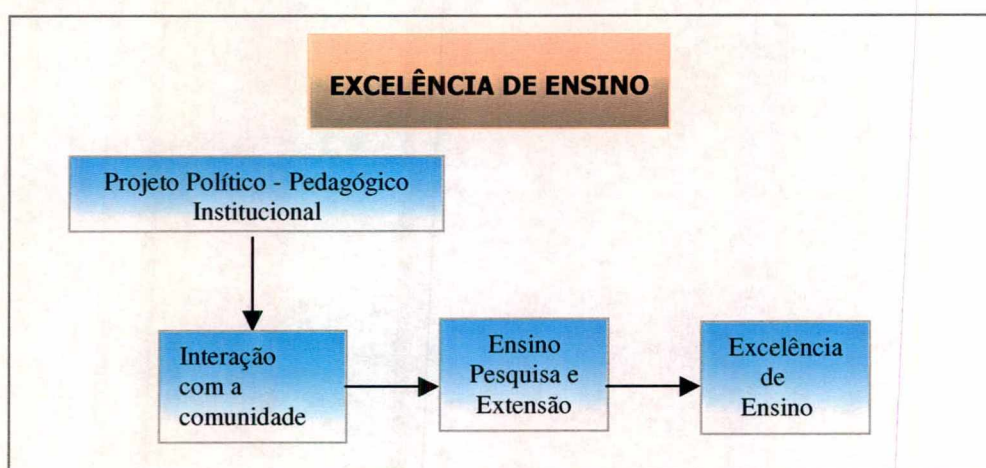 EXCELÊNCIA DE ENSINO
Projeto Político - Pedagógico
Institucional
Interação
com a
comunidade
Ensino
Pesquisa e
Extensão
Excelência
de
Ensino